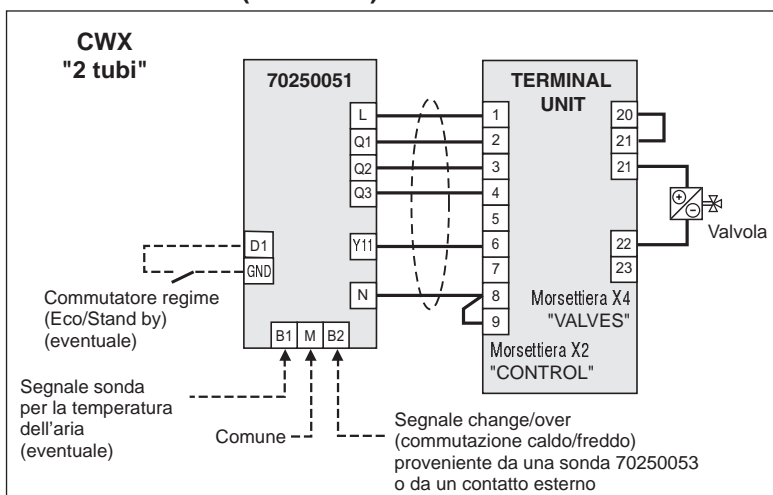 CWX
"2 tubi"
70250051
L
Q1
Q2
Q3
Y11
N
D1
GND
B1 M B2
Commutatore regime
(Eco/Stand by)
(eventuale)
Segnale sonda
per la temperatura
dell'aria
(eventuale)
Comune
Segnale change/over
(commutazione caldo/freddo)
proveniente da una sonda 70250053
o da un contatto esterno
TERMINAL
UNIT
1
2
3
4
5
6
7
8
9
20
21
21
22
23
Morsettiera X4
"VALVES"
Morsettiera X2
"CONTROL"
Valvola